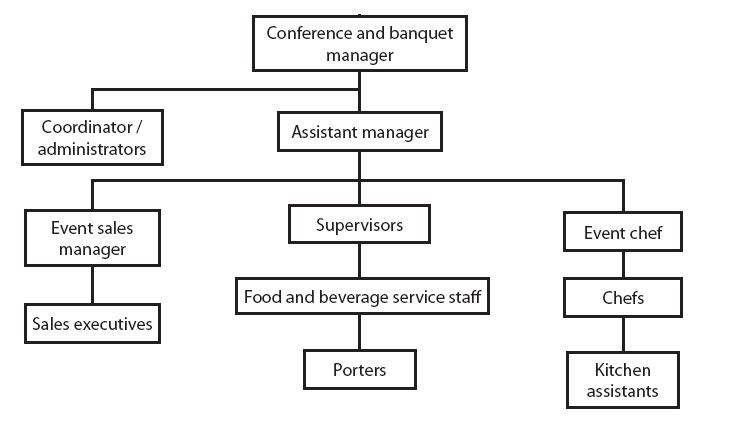 Conference and banquet
manager
Coordinator /
administrators
Assistant manager
Event sales
manager
Supervisors
Event chef
Sales executives
Food and beverage service staff
Chefs
Porters
Kitchen
assistants